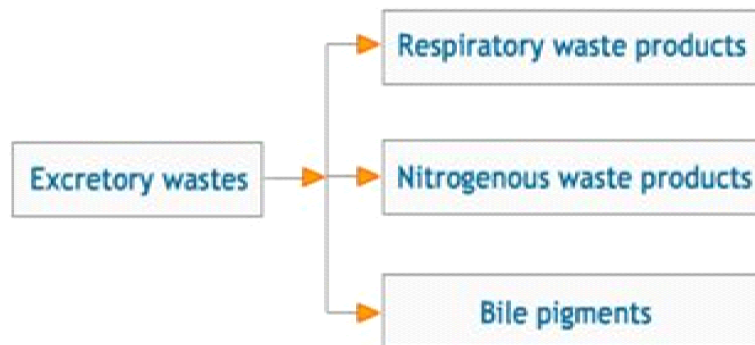 Respiratory waste products
Excretory wastes
Nitrogenous waste products
Bile pigments